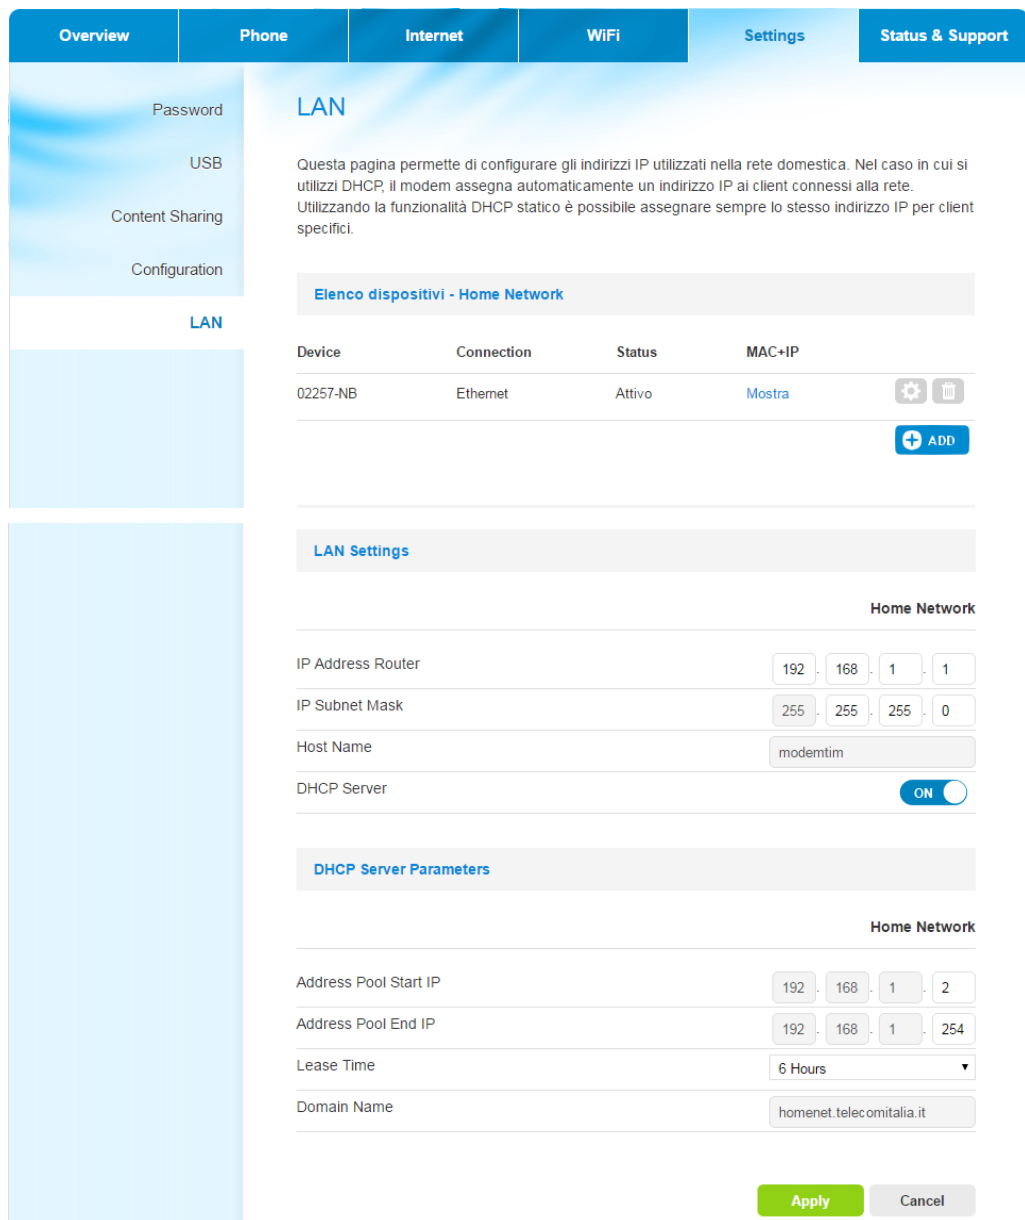 Overview Phone Internet WiFi Settings Status & Support
Password
USB
Content Sharing
Configuration
LAN
LAN
Questa pagina permette di configurare gli indirizzi IP utilizzati nella rete domestica. Nel caso in cui si
utilizzi DHCP, il modem assegna automaticamente un indirizzo IP ai client connessi alla rete.
Utilizzando la funzionalità DHCP statico è possibile assegnare sempre lo stesso indirizzo IP per client
specifici.
Elenco dispositivi - Home Network
Device Connection Status MAC+IP
02257-NB Ethernet Attivo Mostra
ADD
LAN Settings
Home Network
IP Address Router 192 . 168 . 1 . 1
IP Subnet Mask 255 . 255 . 255 . 0
Host Name modemtim
DHCP Server ON
DHCP Server Parameters
Home Network
Address Pool Start IP 192 . 168 . 1 . 2
Address Pool End IP 192 . 168 . 1 . 254
Lease Time 6 Hours
Domain Name homenet.telecomitalia.it
Apply Cancel